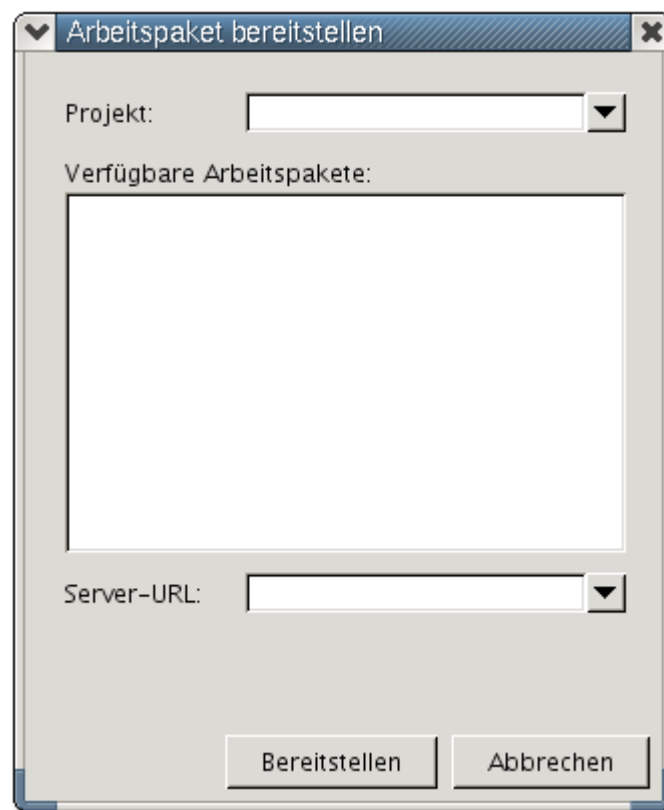 Arbeitspaket bereitstellen
Projekt:
Verfügbare Arbeitspakete:
Server-URL:
Bereitstellen Abbrechen